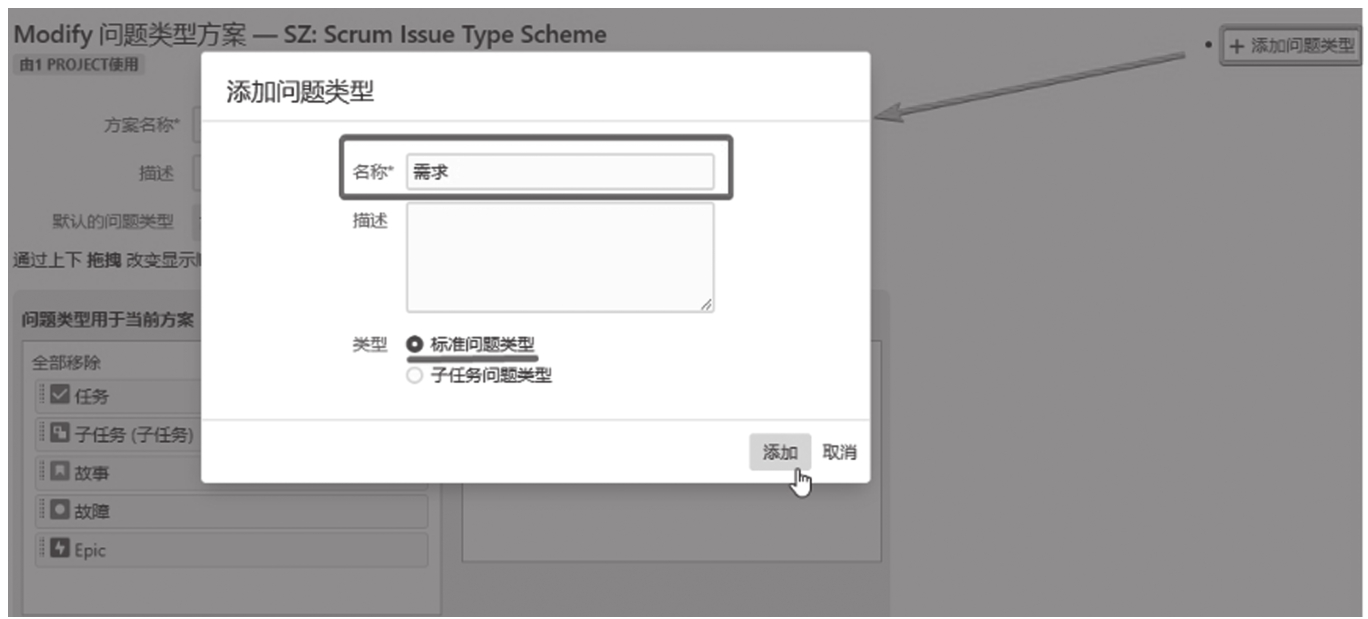 Modify 问题类型方案 — SZ: Scrum Issue Type Scheme
由1 PROJECT使用
+ 添加问题类型
添加问题类型
方案名称*
描述
默认的问题类型
通过上下 拖拽 改变显示
名称* 需求
描述
类型 标准问题类型
子任务问题类型
添加 取消
问题类型用于当前方案
全部移除
任务
子任务 (子任务)
故事
故障
Epic